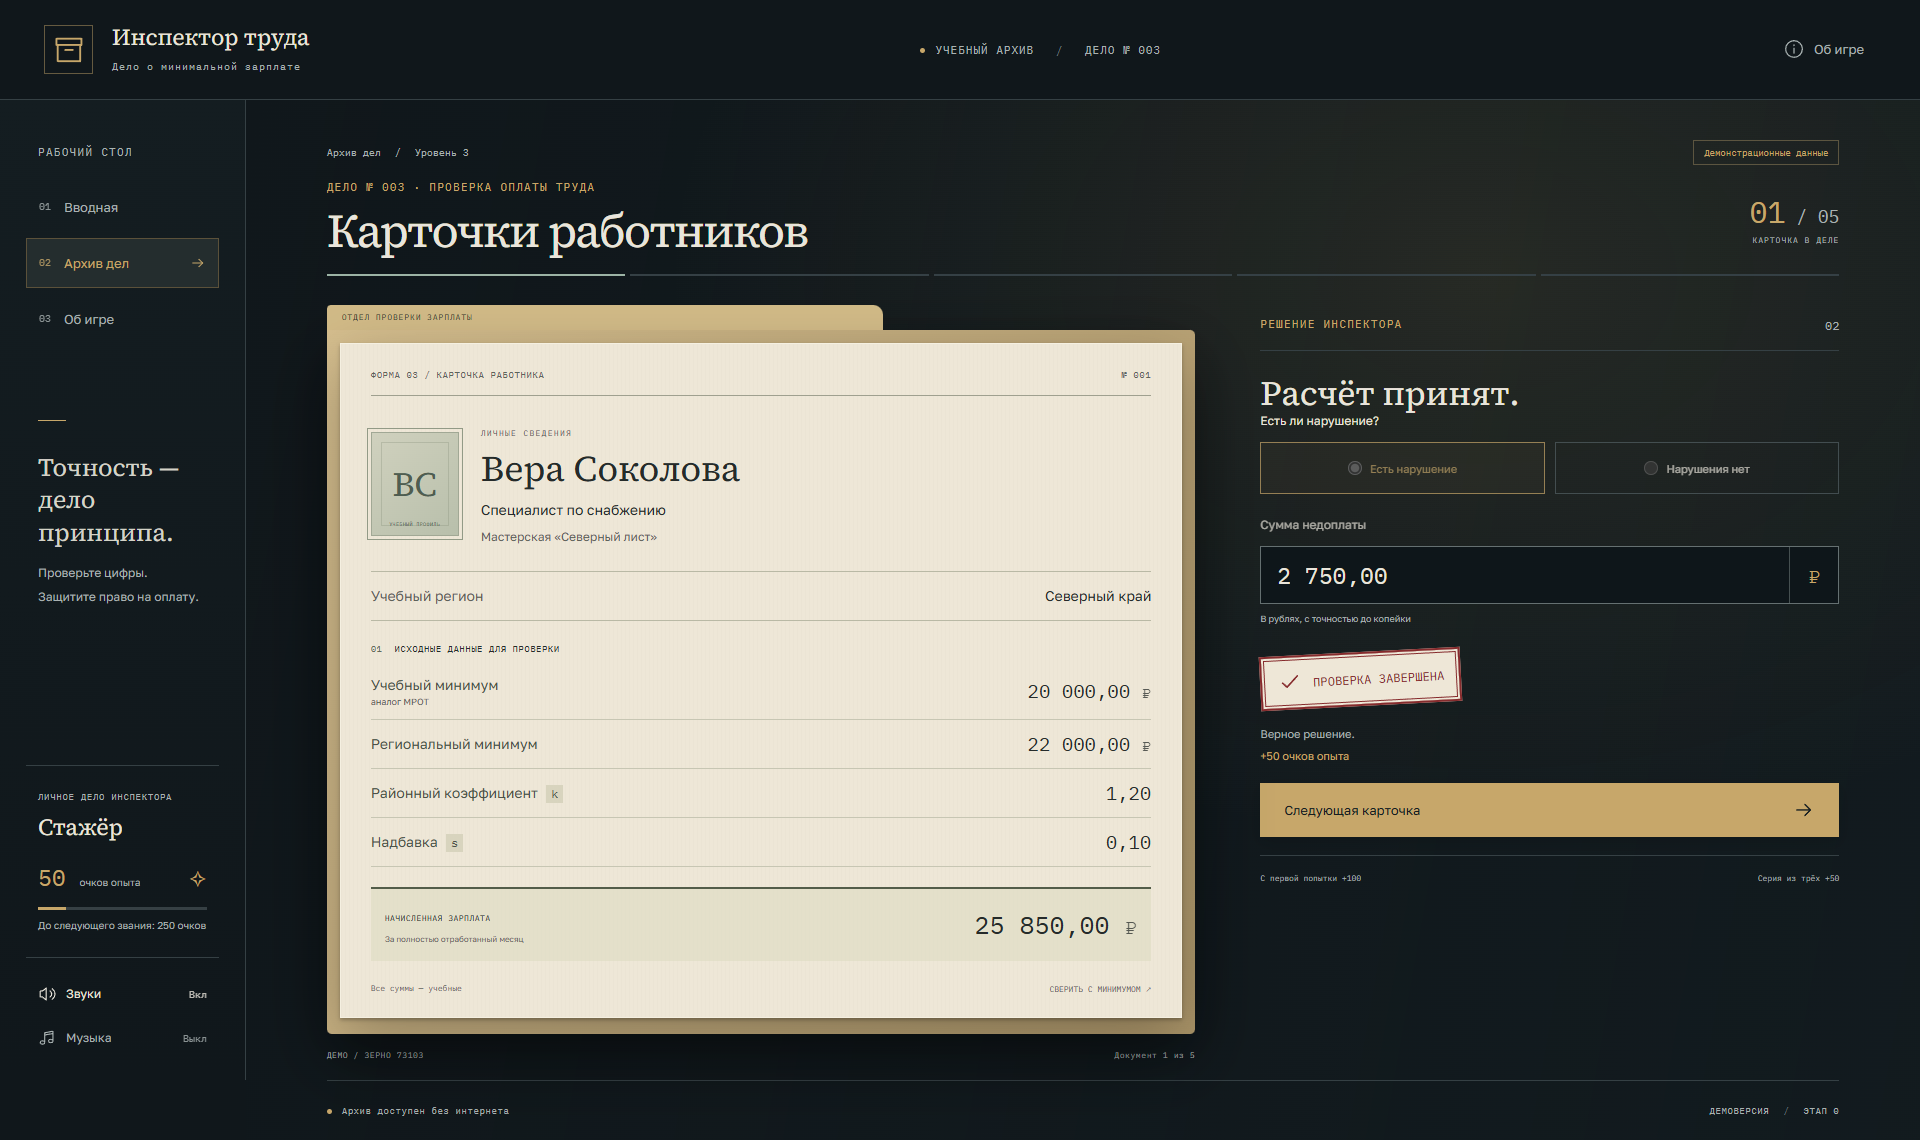 Инспектор труда
Дело о минимальной зарплате
УЧЕБНЫЙ АРХИВ / ДЕЛО № 003
Об игре
РАБОЧИЙ СТОЛ
01 Вводная
02 Архив дел →
03 Об игре
Точность —
дело
принципа.
Проверьте цифры.
Защитите право на оплату.
ЛИЧНОЕ ДЕЛО ИНСПЕКТОРА
Стажёр
50 очков опыта
До следующего звания: 250 очков
Звуки Вкл
Музыка Выкл
Архив дел / Уровень 3
Демонстрационные данные
ДЕЛО № 003 · ПРОВЕРКА ОПЛАТЫ ТРУДА
Карточки работников
01 / 05
КАРТОЧКА В ДЕЛЕ
ОТДЕЛ ПРОВЕРКИ ЗАРПЛАТЫ
ФОРМА 03 / КАРТОЧКА РАБОТНИКА № 001
ВС
УЧЕБНЫЙ ПРОФИЛЬ
ЛИЧНЫЕ СВЕДЕНИЯ
Вера Соколова
Специалист по снабжению
Мастерская «Северный лист»
Учебный регион Северный край
01 ИСХОДНЫЕ ДАННЫЕ ДЛЯ ПРОВЕРКИ
Учебный минимум 20 000,00 ₽
аналог МРОТ
Региональный минимум 22 000,00 ₽
Районный коэффициент k 1,20
Надбавка s 0,10
НАЧИСЛЕННАЯ ЗАРПЛАТА 25 850,00 ₽
За полностью отработанный месяц
Все суммы — учебные СВЕРИТЬ С МИНИМУМОМ ↗
ДЕМО / ЗЕРНО 73103 Документ 1 из 5
РЕШЕНИЕ ИНСПЕКТОРА 02
Расчёт принят.
Есть ли нарушение?
Есть нарушение Нарушения нет
Сумма недоплаты
2 750,00 ₽
В рублях, с точностью до копейки
ПРОВЕРКА ЗАВЕРШЕНА
Верное решение.
+50 очков опыта
Следующая карточка →
С первой попытки +100 Серия из трёх +50
Архив доступен без интернета
ДЕМОВЕРСИЯ / ЭТАП 0